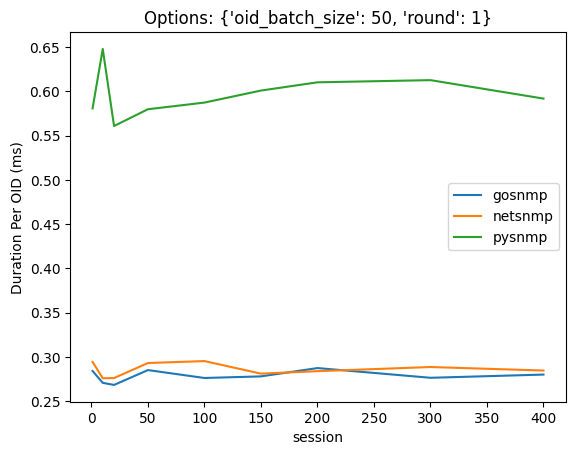 Options: {'oid_batch_size': 50, 'round': 1}
Duration Per OID (ms)
0.65
0.60
0.55
0.50
0.45
0.40
0.35
0.30
0.25
gosnmp
netsnmp
pysnmp
0 50 100 150 200 250 300 350 400
session